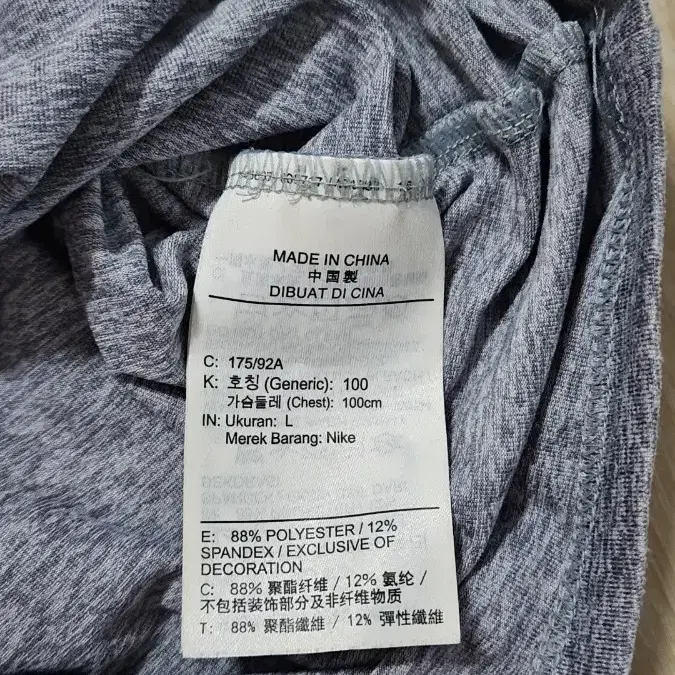 MADE IN CHINA
中国製
DIBUAT DI CINA
C: 175/92A
K: 호칭 (Generic): 100
가슴둘레 (Chest): 100cm
IN: Ukuran: L
Merek Barang: Nike
E: 88% POLYESTER / 12%
SPANDEX / EXCLUSIVE OF
DECORATION
C: 88% 聚酯纤维 / 12% 氨纶 /
不包括装饰部分及非纤维物质
T: 88% 聚酯纖維 / 12% 彈性纖維